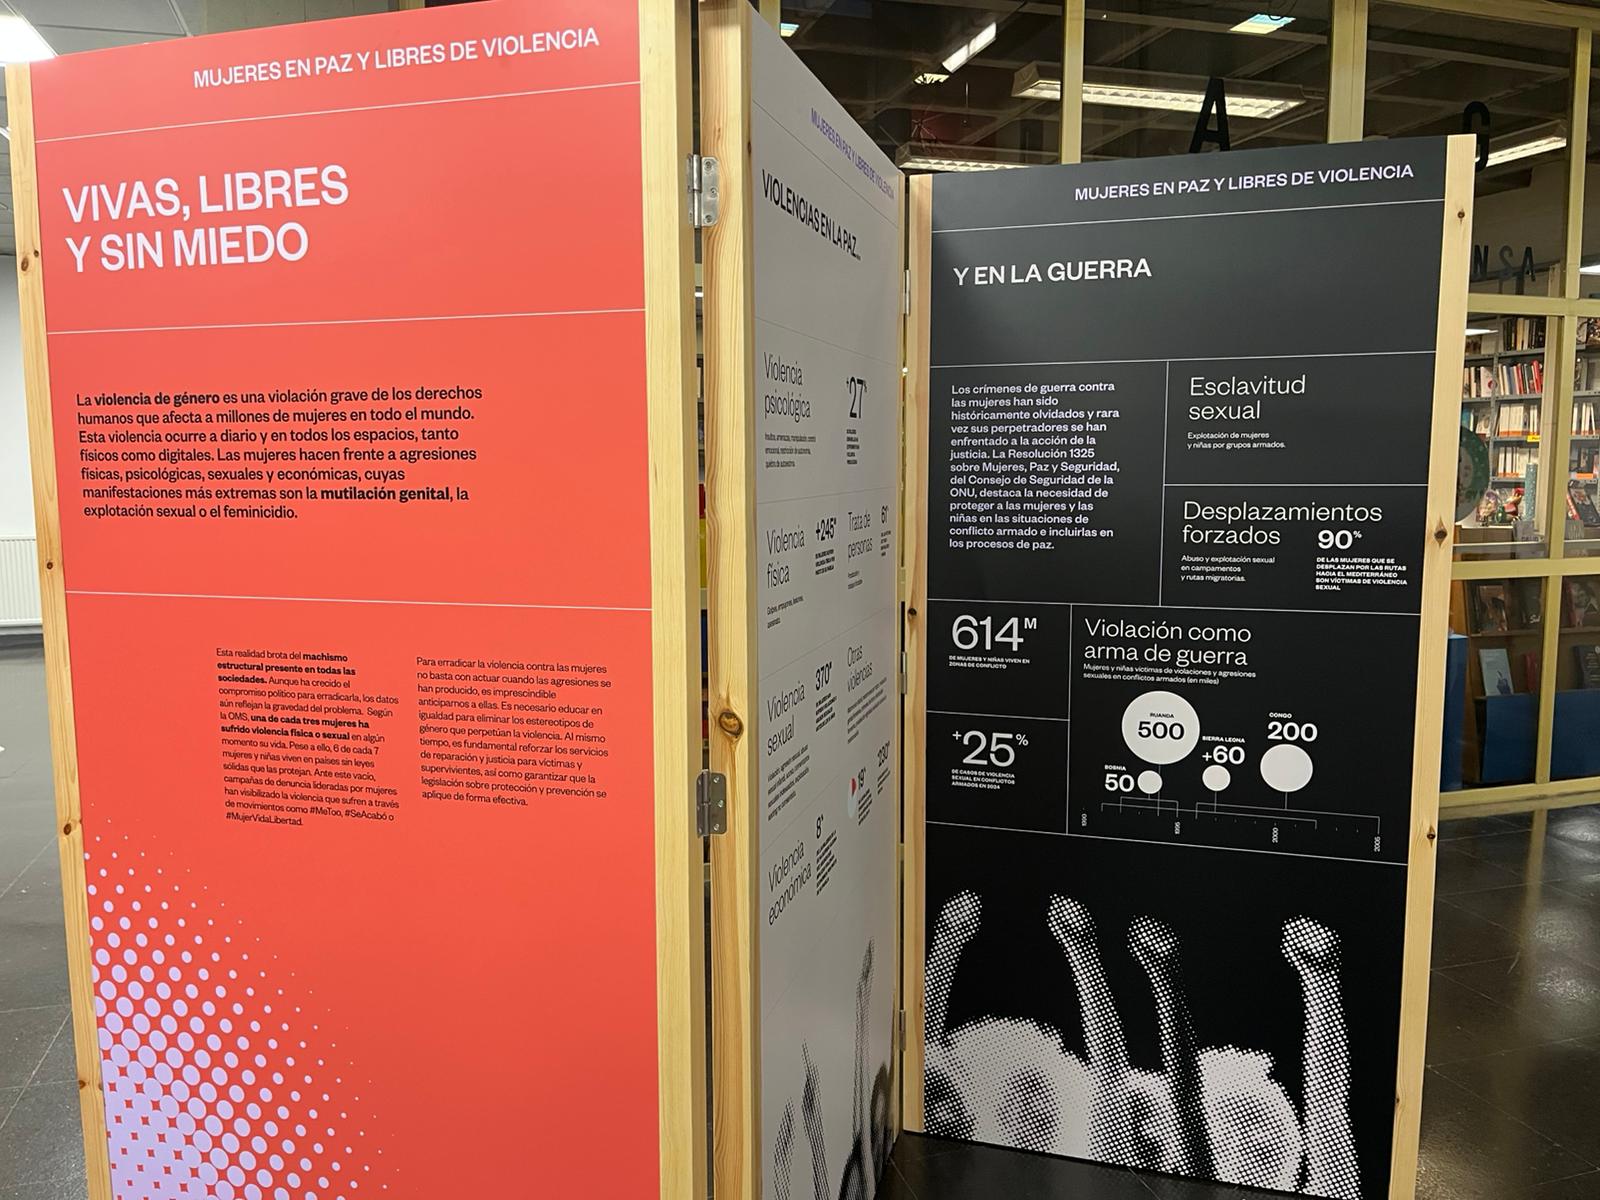 MUJERES EN PAZ Y LIBRES DE VIOLENCIA
VIVAS, LIBRES
Y SIN MIEDO
La violencia de género es una violación grave de los derechos
humanos que afecta a millones de mujeres en todo el mundo.
Esta violencia ocurre a diario y en todos los espacios, tanto
físicos como digitales. Las mujeres hacen frente a agresiones
físicas, psicológicas, sexuales y económicas, cuyas
manifestaciones más extremas son la mutilación genital, la
explotación sexual o el feminicidio.
Esta realidad brota del machismo
estructural presente en todas las
sociedades. Aunque ha crecido el
compromiso político para erradicarla, los datos
aún reflejan la gravedad del problema. Según
la OMS, una de cada tres mujeres ha
sufrido violencia física o sexual en algún
momento su vida. Pese a ello, 6 de cada 7
mujeres y niñas viven en países sin leyes
sólidas que las protejan. Ante este vacío,
campañas de denuncia lideradas por mujeres
han visibilizado la violencia que sufren a través
de movimientos como #MeToo, #SeAcabó o
#MujerVidaLibertad.
Para erradicar la violencia contra las mujeres
no basta con actuar cuando las agresiones se
han producido, es imprescindible
anticiparnos a ellas. Es necesario educar en
igualdad para eliminar los estereotipos de
género que perpetúan la violencia. Al mismo
tiempo, es fundamental reforzar los servicios
de reparación y justicia para víctimas y
supervivientes, así como garantizar que la
legislación sobre protección y prevención se
aplique de forma efectiva.
MUJERES EN PAZ Y LIBRES DE VIOLENCIA
VIOLENCIAS EN LA PAZ...
Violencia
psicológica
+27%
Violencia
física
+245M
Trata de
personas
61%
Violencia
sexual
370M
Otras
violencias
19%
+230M
Violencia
económica
8%
MUJERES EN PAZ Y LIBRES DE VIOLENCIA
Y EN LA GUERRA
Los crímenes de guerra contra
las mujeres han sido
históricamente olvidados y rara
vez sus perpetradores se han
enfrentado a la acción de la
justicia. La Resolución 1325
sobre Mujeres, Paz y Seguridad,
del Consejo de Seguridad de la
ONU, destaca la necesidad de
proteger a las mujeres y las
niñas en las situaciones de
conflicto armado e incluirlas en
los procesos de paz.
Esclavitud
sexual
Explotación de mujeres
y niñas por grupos armados.
Desplazamientos
forzados
Abuso y explotación sexual
en campamentos
y rutas migratorias.
90%
DE LAS MUJERES QUE SE
DESPLAZAN POR LAS RUTAS
HACIA EL MEDITERRÁNEO
SON VÍCTIMAS DE VIOLENCIA
SEXUAL
614M
DE MUJERES Y NIÑAS VIVEN EN
ZONAS DE CONFLICTO
+25%
DE CASOS DE VIOLENCIA
SEXUAL EN CONFLICTOS
ARMADOS EN 2024
Violación como
arma de guerra
Mujeres y niñas víctimas de violaciones y agresiones
sexuales en conflictos armados (en miles)
RUANDA
500
BOSNIA
50
SIERRA LEONA
+60
CONGO
200
1990
1995
2000
2005
A
G